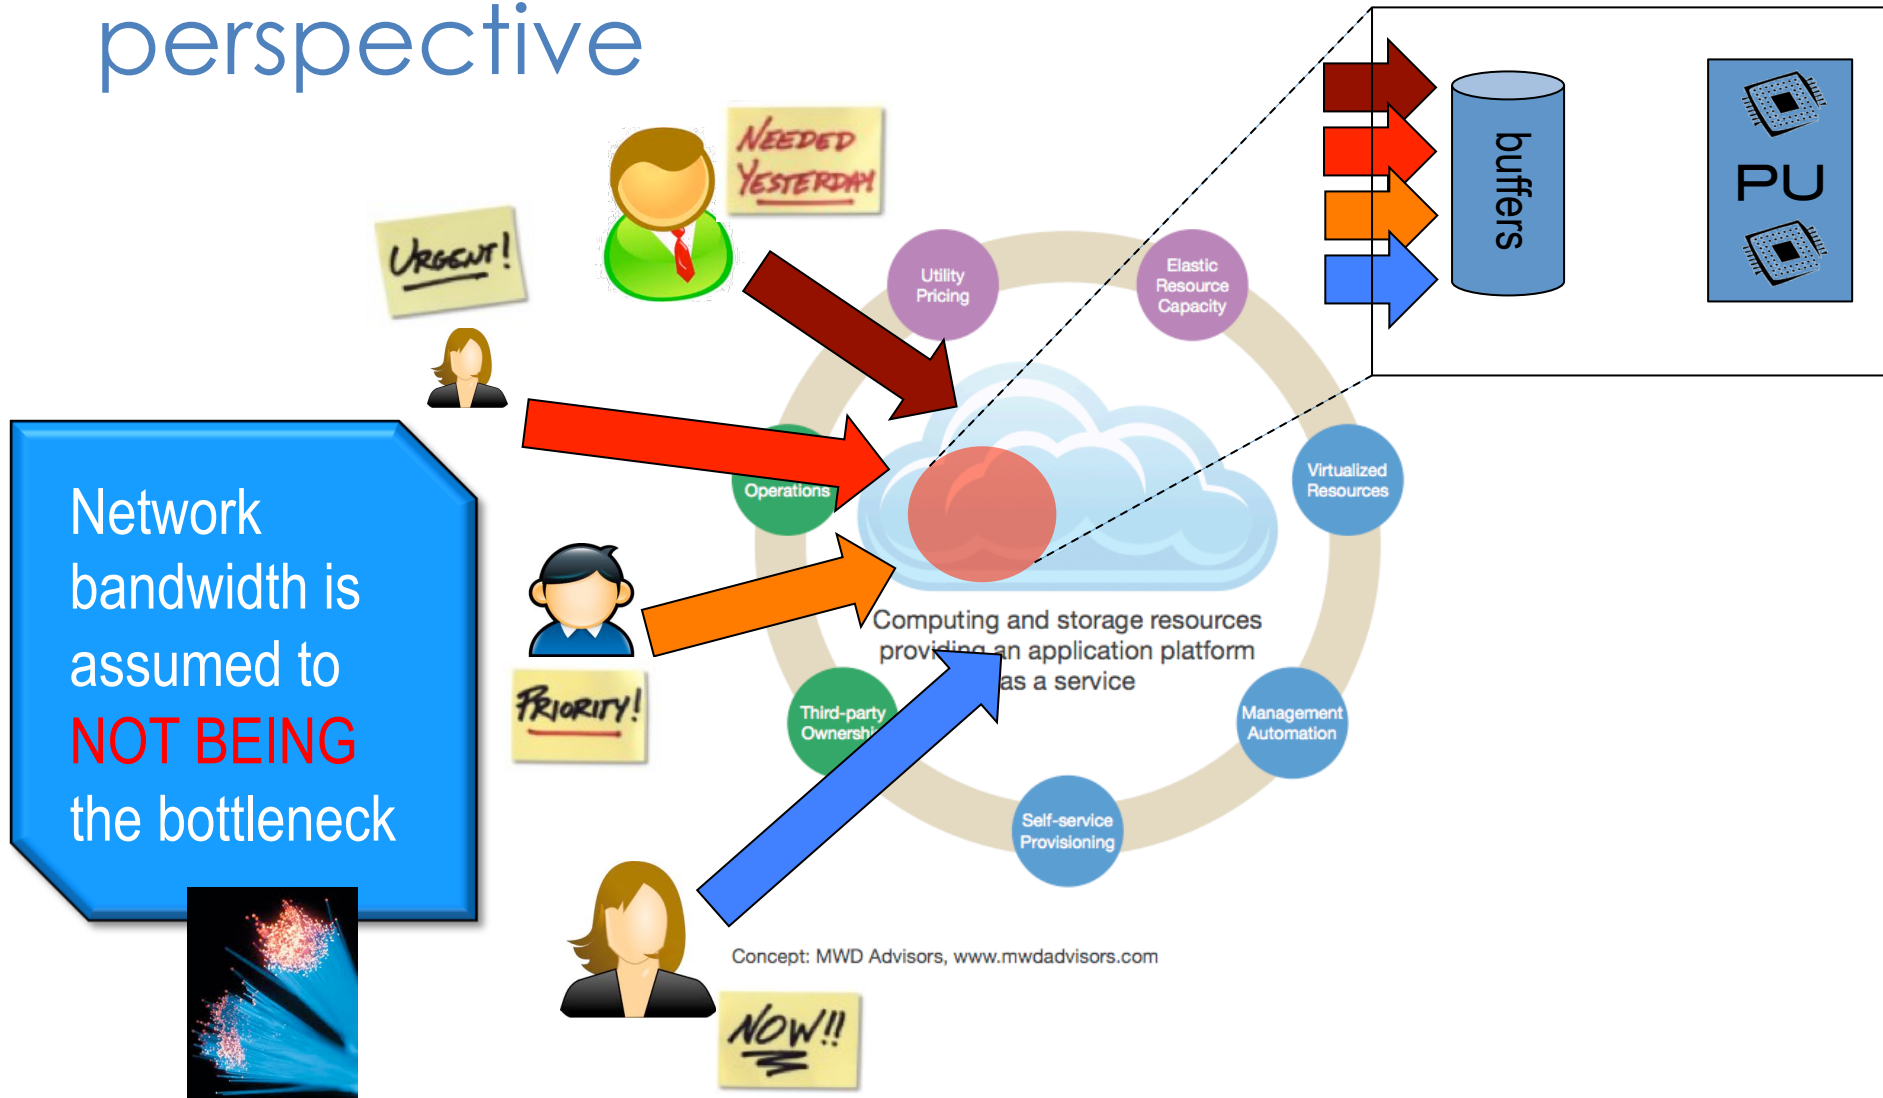 perspective
NEEDED
YESTERDAY
URGENT!
buffers
PU
Utility
Pricing
Elastic
Resource
Capacity
Operations
Virtualized
Resources
Network
bandwidth is
assumed to
NOT BEING
the bottleneck
Computing and storage resources
providing an application platform
as a service
PRIORITY!
Third-party
Ownership
Management
Automation
Self-service
Provisioning
Concept: MWD Advisors, www.mwdadvisors.com
NOW!!